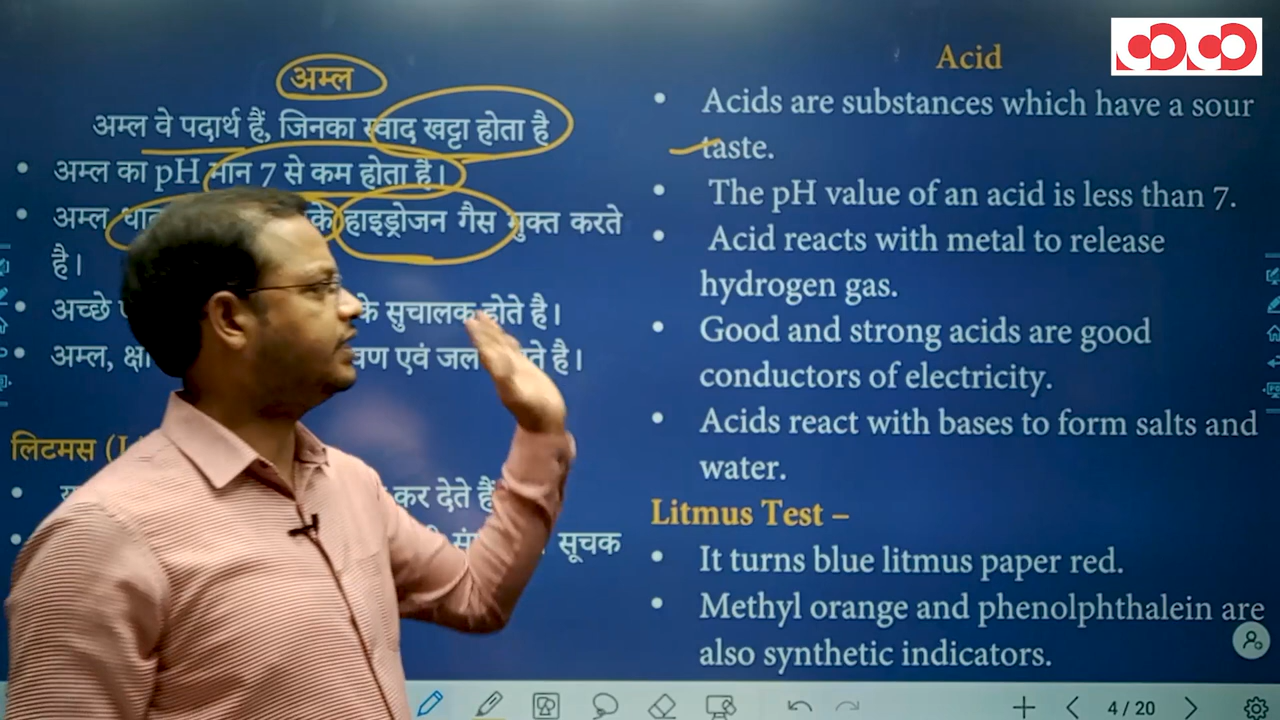 अम्ल
अम्ल वे पदार्थ हैं, जिनका स्वाद खट्टा होता है
अम्ल का pH मान 7 से कम होता है।
अम्ल के हाइड्रोजन गैस मुक्त करते
है।
अच्छे के सुचालक होते है।
अम्ल, एवं जल है।
लिटमस
कर देते हैं
सूचक
Acid
Acids are substances which have a sour
taste.
The pH value of an acid is less than 7.
Acid reacts with metal to release
hydrogen gas.
Good and strong acids are good
conductors of electricity.
Acids react with bases to form salts and
water.
Litmus Test –
It turns blue litmus paper red.
Methyl orange and phenolphthalein are
also synthetic indicators.
4 / 20